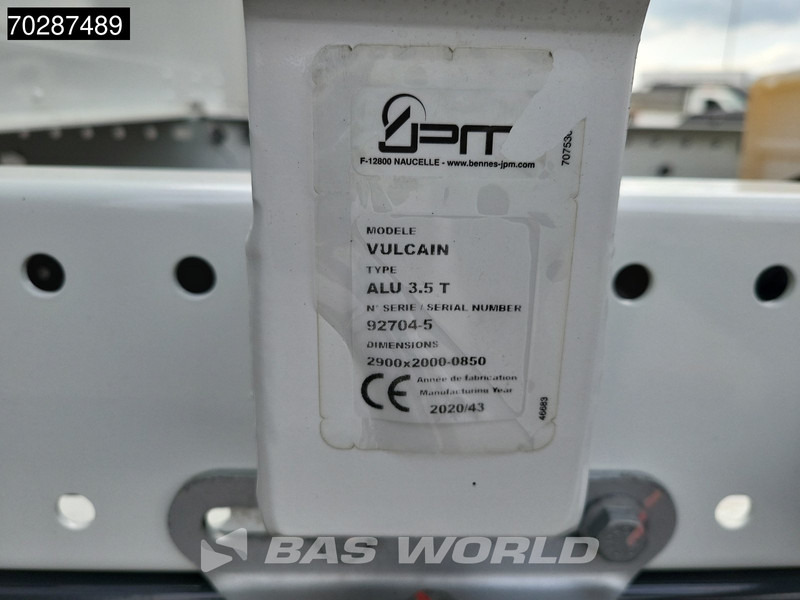 70287489
JPM
F-12800 NAUCELLE - www.bennes-jpm.com
MODELE
VULCAIN
TYPE
ALU 3.5 T
N° SERIE / SERIAL NUMBER
92704-5
DIMENSIONS
2900x2000-0850
CE
Année de fabrication
Manufacturing Year
2020/43
46683
BAS WORLD